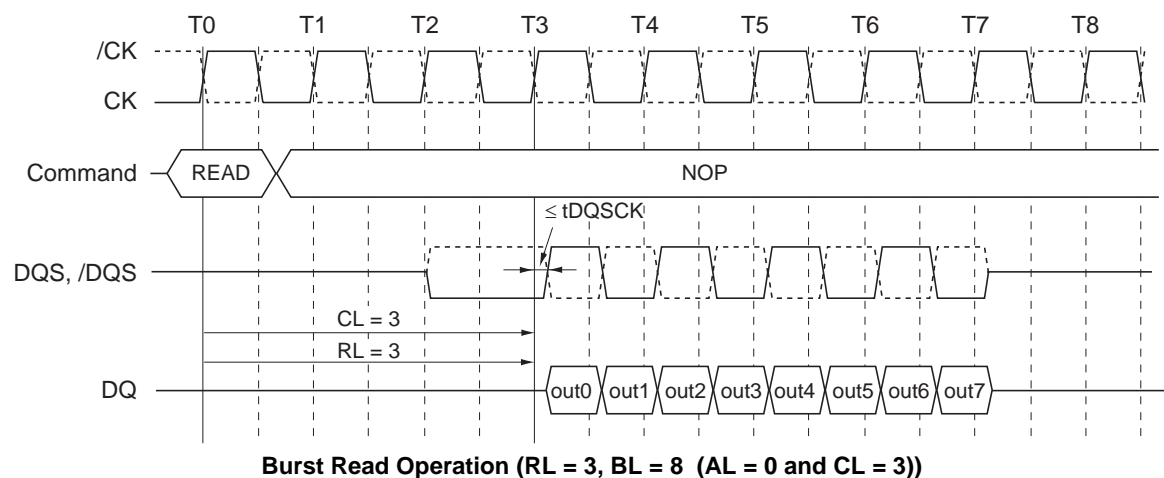 T0 T1 T2 T3 T4 T5 T6 T7 T8
/CK
CK
Command READ NOP
≤ tDQSCK
DQS, /DQS
CL = 3
RL = 3
DQ out0 out1 out2 out3 out4 out5 out6 out7
Burst Read Operation (RL = 3, BL = 8 (AL = 0 and CL = 3))